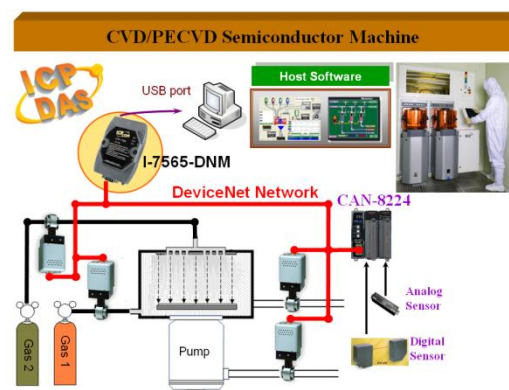 CVD/PECVD Semiconductor Machine
ICP
DAS
USB port
Host Software
I-7565-DNM
DeviceNet Network
CAN-8224
Analog
Sensor
Digital
Sensor
Gas 2
Gas 1
Pump